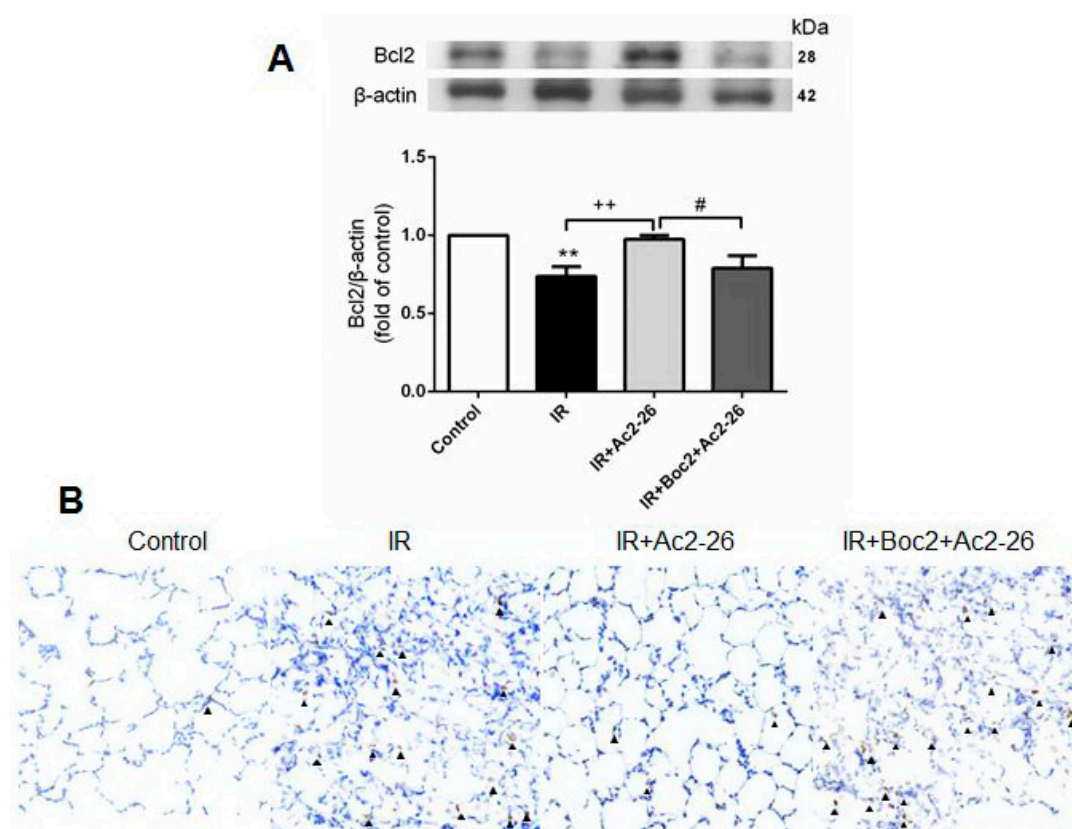 kDa
A
Bcl2
28
β-actin
42
1.5
1.0
0.5
0.0
Bcl2/β-actin
(fold of control)
**
++
#
Control
IR
IR+Ac2-26
IR+Boc2+Ac2-26
B
Control
IR
IR+Ac2-26
IR+Boc2+Ac2-26